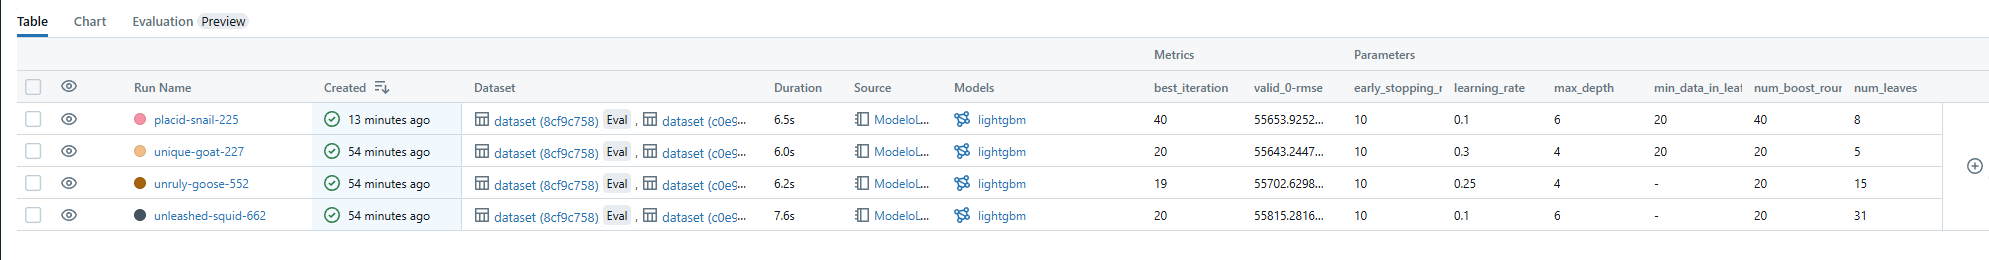 Table Chart Evaluation Preview
Metrics Parameters
Run Name Created Dataset Duration Source Models best_iteration valid_0-rmse early_stopping_r learning_rate max_depth min_data_in_leaf num_boost_rour num_leaves
placid-snail-225 13 minutes ago dataset (8cf9c758) Eval , dataset (c0e9... 6.5s ModeloL... lightgbm 40 55653.9252... 10 0.1 6 20 40 8
unique-goat-227 54 minutes ago dataset (8cf9c758) Eval , dataset (c0e9... 6.0s ModeloL... lightgbm 20 55643.2447... 10 0.3 4 20 20 5
unruly-goose-552 54 minutes ago dataset (8cf9c758) Eval , dataset (c0e9... 6.2s ModeloL... lightgbm 19 55702.6298... 10 0.25 4 - 20 15
unleashed-squid-662 54 minutes ago dataset (8cf9c758) Eval , dataset (c0e9... 7.6s ModeloL... lightgbm 20 55815.2816... 10 0.1 6 - 20 31